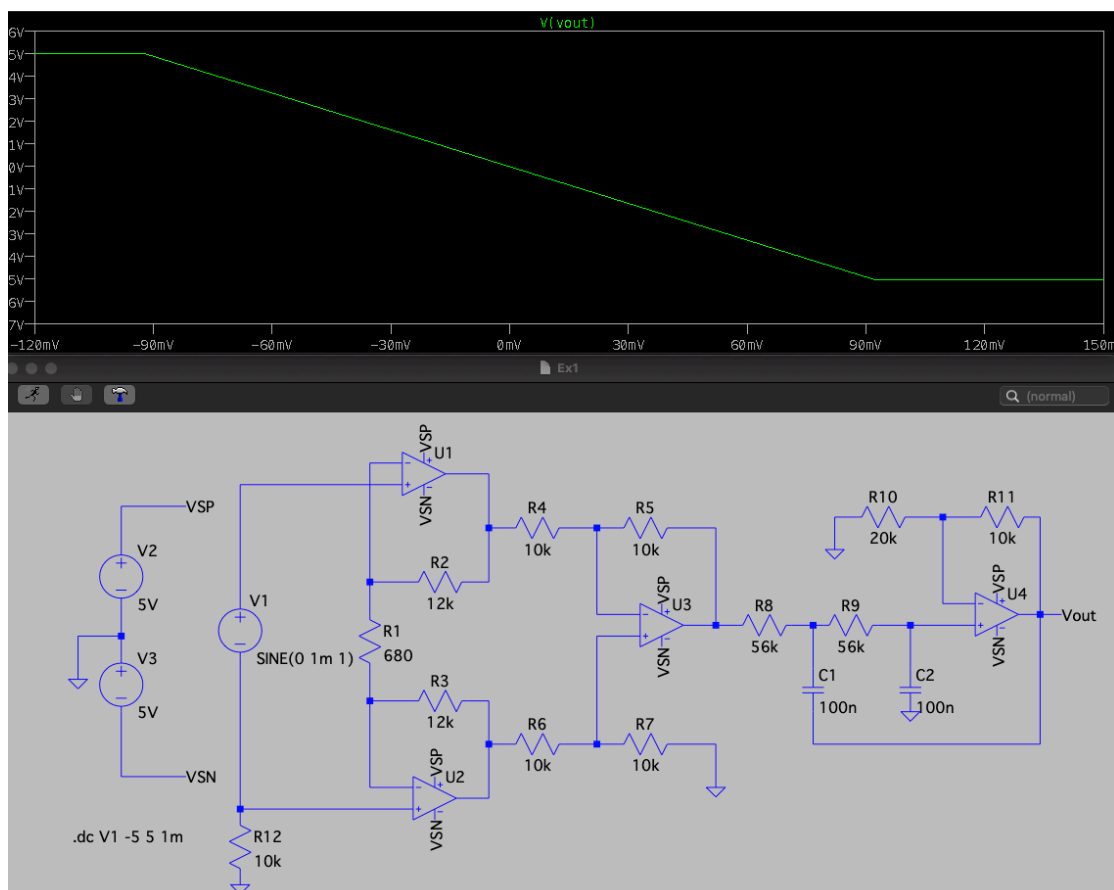 V(vout)
6V
5V
4V
3V
2V
1V
0V
1V
2V
3V
4V
5V
6V
7V
-120mV -90mV -60mV -30mV 0mV 30mV 60mV 90mV 120mV 150m
Ex1
(normal)
VSP
V2
5V
V3
5V
VSN
.dc V1 -5 5 1m
V1
SINE(0 1m 1)
R12
10k
VSP
U1
VSN
R2
12k
R1
680
R3
12k
VSP
U2
VSN
R4
10k
R5
10k
VSP
U3
VSN
R6
10k
R7
10k
R8
56k
R9
56k
C1
100n
C2
100n
R10
20k
R11
10k
VSP
U4
VSN
Vout